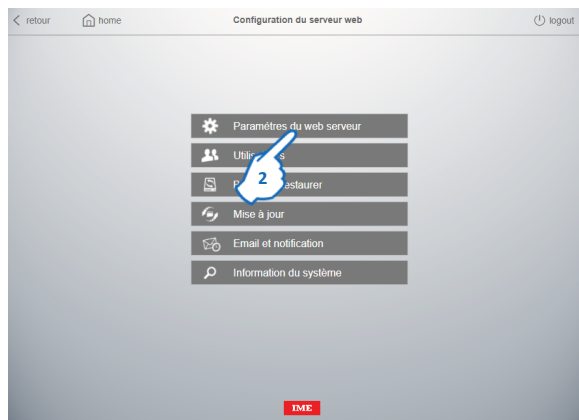 retour
home
Configuration du serveur web
logout
Paramétres du web serveur
2
Mise à jour
Email et notification
Information du système
IME